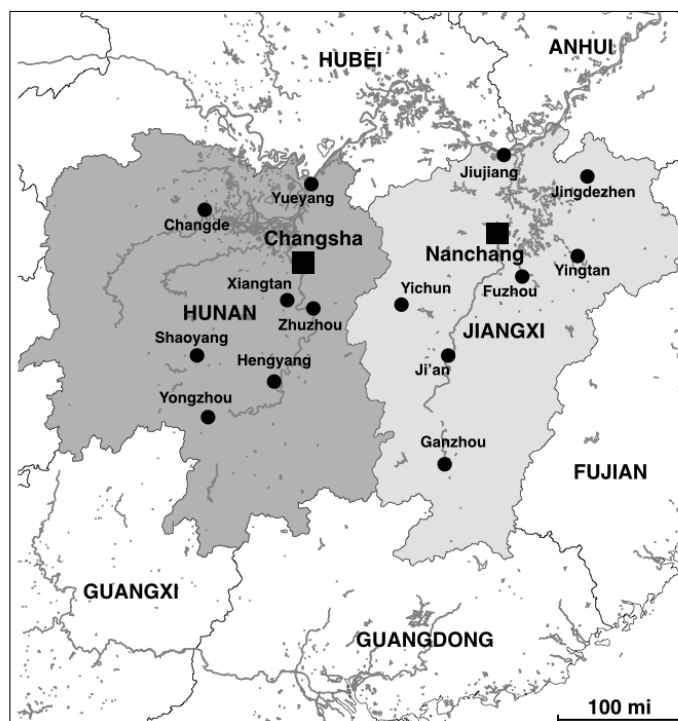 HUBEI
ANHUI
Jiujiang
Jingdezhen
Yueyang
Changde
Changsha
Nanchang
Yingtan
Xiangtan
Yichun
Fuzhou
HUNAN
Zhuzhou
JIANGXI
Shaoyang
Hengyang
Ji'an
Yongzhou
Ganzhou
FUJIAN
GUANGXI
GUANGDONG
100 mi